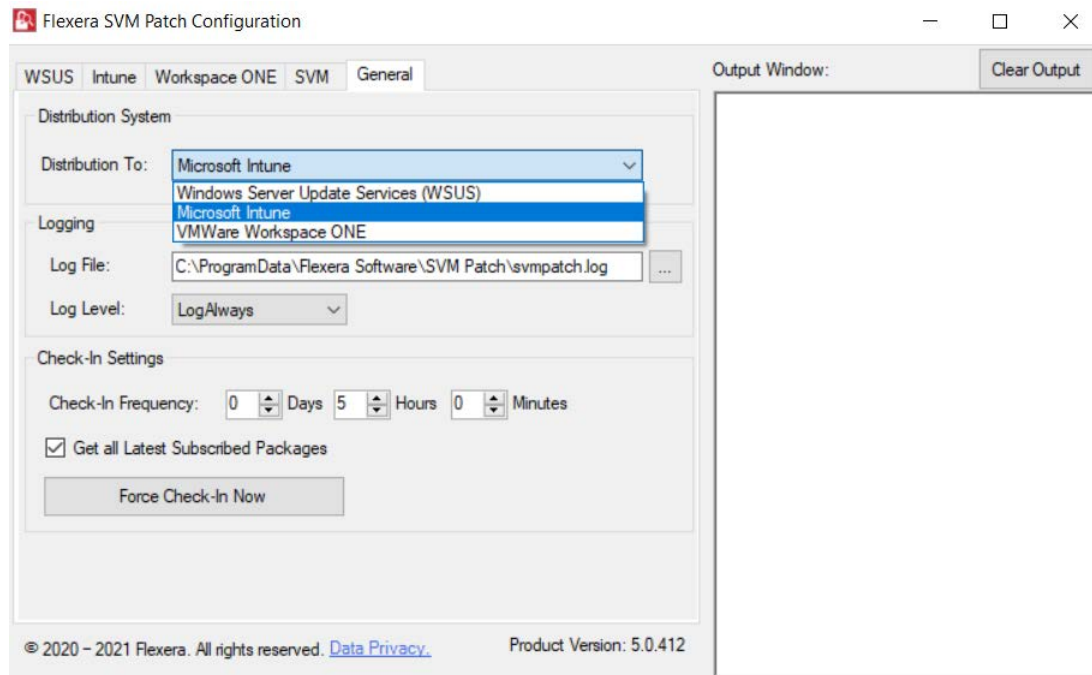 Flexera SVM Patch Configuration
WSUS Intune Workspace ONE SVM General
Distribution System
Distribution To: Microsoft Intune
Windows Server Update Services (WSUS)
Microsoft Intune
VMWare Workspace ONE
Logging
Log File: C:\ProgramData\Flexera Software\SVM Patch\svmpatch.log ...
Log Level: LogAlways
Check-In Settings
Check-In Frequency: 0 Days 5 Hours 0 Minutes
Get all Latest Subscribed Packages
Force Check-In Now
© 2020 – 2021 Flexera. All rights reserved. Data Privacy. Product Version: 5.0.412
Output Window: Clear Output